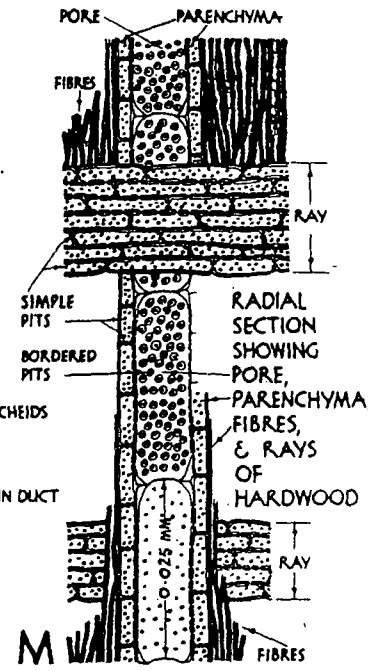 PORE
PARENCHYMA
FIBRES
RAY
SIMPLE
PITS
BORDERED
PITS
RADIAL
SECTION
SHOWING
PORE,
PARENCHYMA
FIBRES,
& RAYS
OF
HARDWOOD
CHEIDS
IN DUCT
0·025 MM
RAY
M
FIBRES